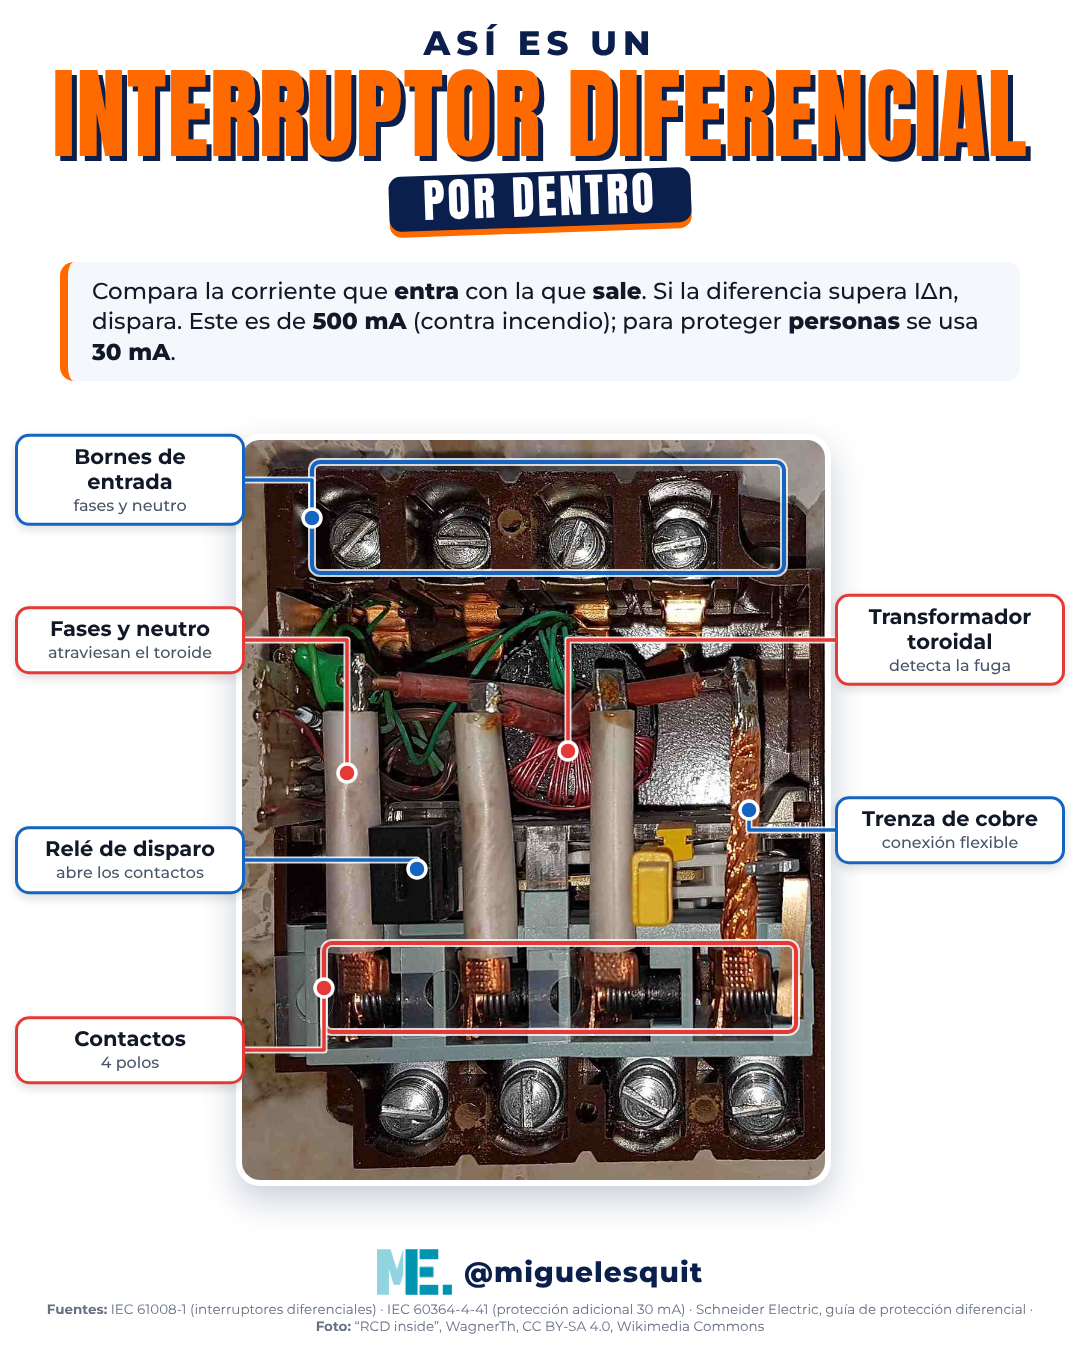 ASÍ ES UN
INTERRUPTOR DIFERENCIAL
POR DENTRO
Compara la corriente que entra con la que sale. Si la diferencia supera IΔn,
dispara. Este es de 500 mA (contra incendio); para proteger personas se usa
30 mA.
Bornes de
entrada
fases y neutro
Fases y neutro
atraviesan el toroide
Transformador
toroidal
detecta la fuga
Trenza de cobre
conexión flexible
Relé de disparo
abre los contactos
Contactos
4 polos
ME. @miguelesquit
Fuentes: IEC 61008-1 (interruptores diferenciales) · IEC 60364-4-41 (protección adicional 30 mA) · Schneider Electric, guía de protección diferencial ·
Foto: “RCD inside”, WagnerTh, CC BY-SA 4.0, Wikimedia Commons